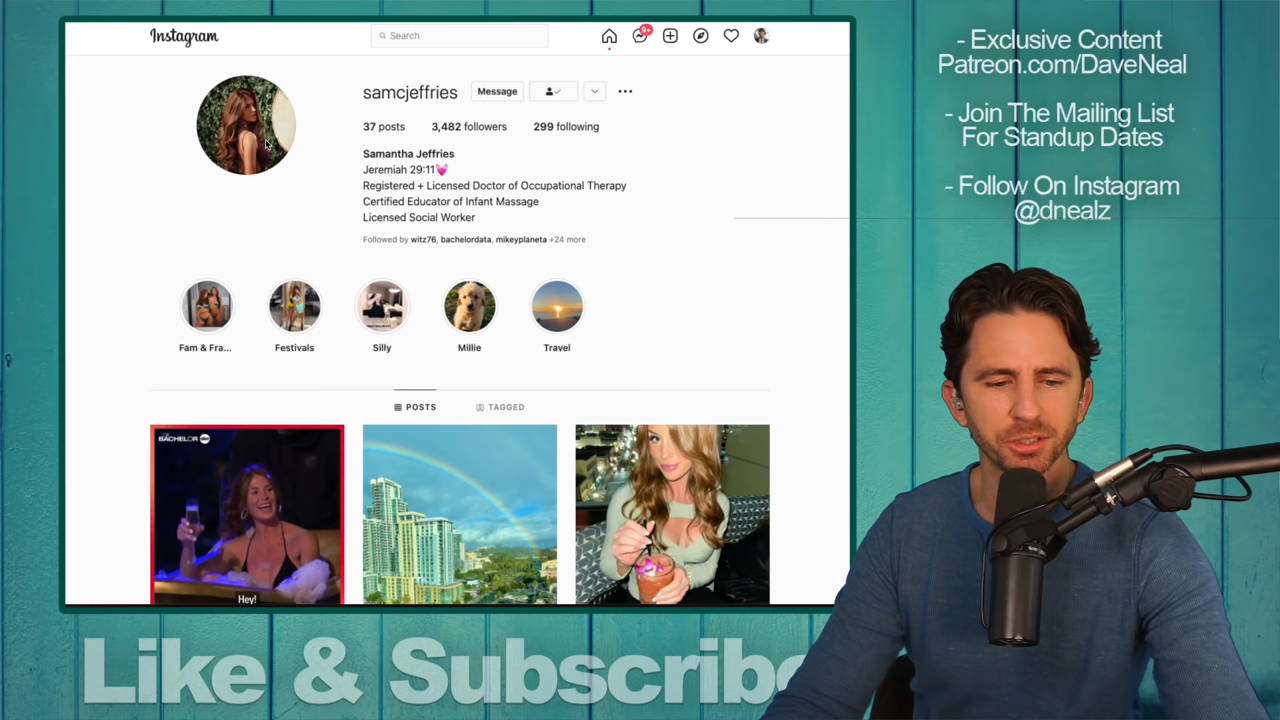 Instagram
Search
9+
samcjeffries
Message
37 posts 3,482 followers 299 following
Samantha Jeffries
Jeremiah 29:11
Registered + Licensed Doctor of Occupational Therapy
Certified Educator of Infant Massage
Licensed Social Worker
Followed by witz76, bachelordata, mikeyplaneta +24 more
Fam & Fra... Festivals Silly Millie Travel
POSTS TAGGED
BACHELOR abc
Hey!
- Exclusive Content
Patreon.com/DaveNeal
- Join The Mailing List
For Standup Dates
- Follow On Instagram
@dnealz
Like & Subscribe